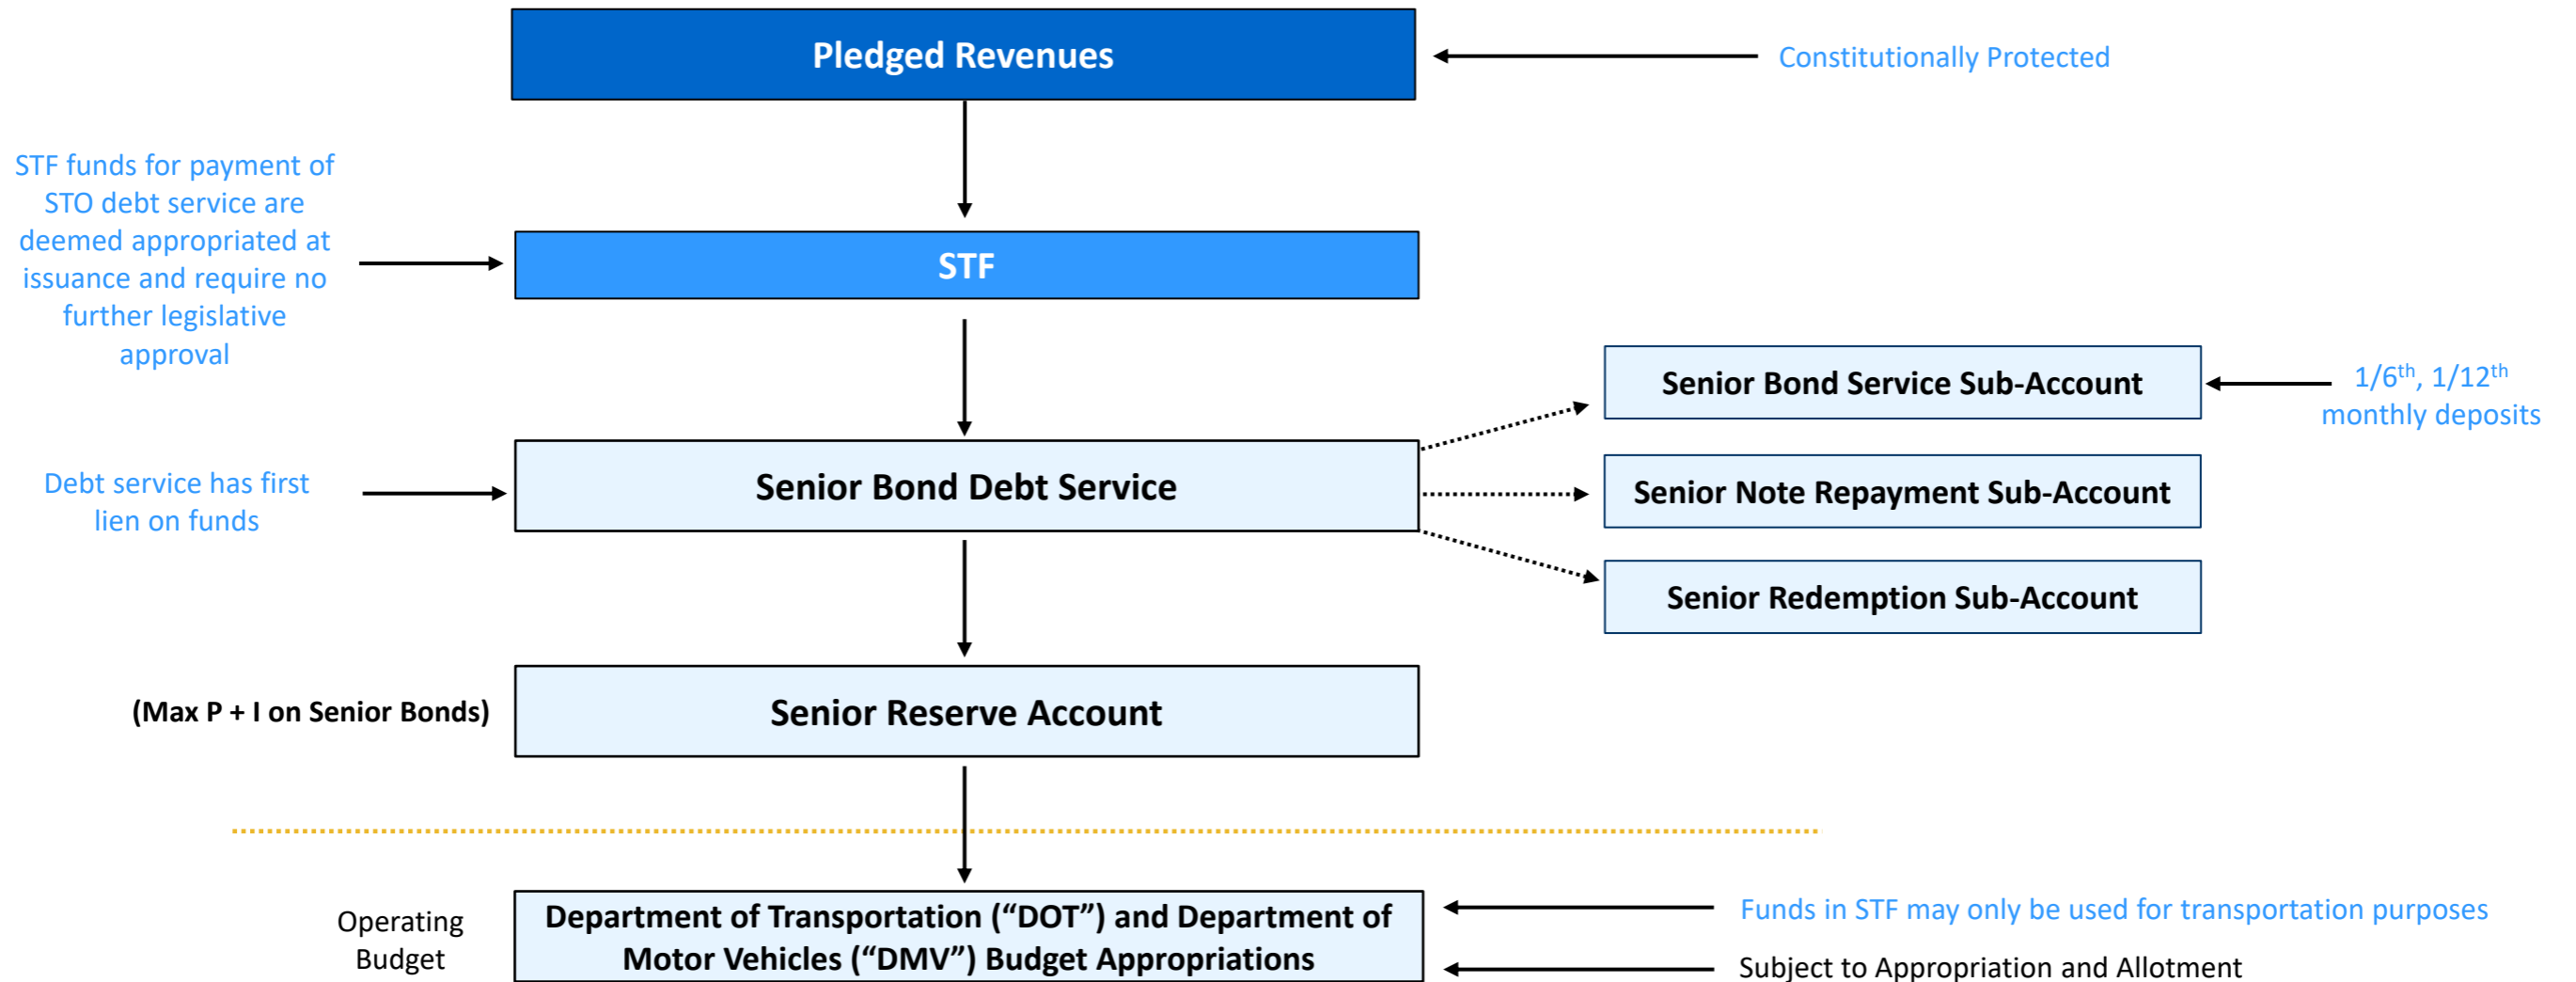 Pledged Revenues
Constitutionally Protected
STF funds for payment of
STO debt service are
deemed appropriated at
issuance and require no
further legislative
approval
STF
Senior Bond Service Sub-Account
1/6th, 1/12th
monthly deposits
Debt service has first
lien on funds
Senior Bond Debt Service
Senior Note Repayment Sub-Account
Senior Redemption Sub-Account
(Max P + I on Senior Bonds)
Senior Reserve Account
Operating
Budget
Department of Transportation (“DOT”) and Department of
Motor Vehicles (“DMV”) Budget Appropriations
Funds in STF may only be used for transportation purposes
Subject to Appropriation and Allotment